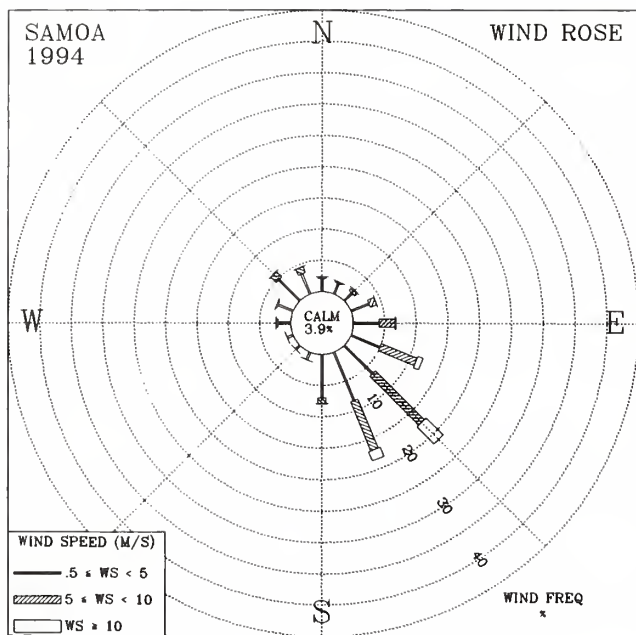 SAMOA
1994
N
WIND ROSE
W
CALM
3.9%
E
10
20
30
40
WIND SPEED (M/S)
.5 ≤ WS < 5
5 ≤ WS < 10
WS ≥ 10
S
WIND FREQ
%